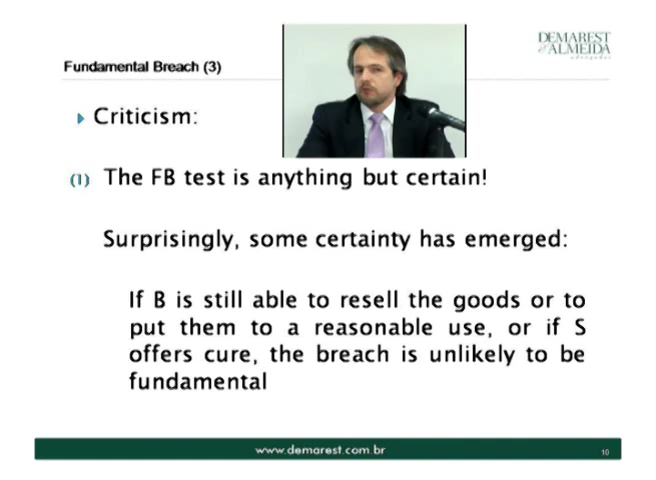 DEMAREST
& ALMEIDA
advogados
Fundamental Breach (3)
Criticism:
(1) The FB test is anything but certain!
Surprisingly, some certainty has emerged:
If B is still able to resell the goods or to
put them to a reasonable use, or if S
offers cure, the breach is unlikely to be
fundamental
www.demarest.com.br
10